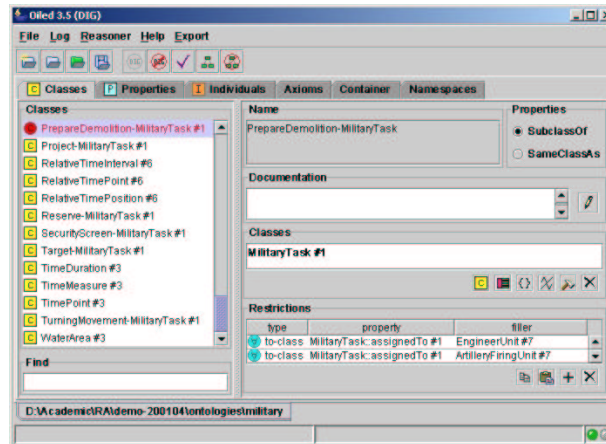 Oiled 3.5 (DIG)
File Log Reasoner Help Export
C Classes P Properties I Individuals Axioms Container Namespaces
Classes
PrepareDemolition-MilitaryTask #1
C Project-MilitaryTask #1
C RelativeTimeInterval #6
C RelativeTimePoint #6
C RelativeTimePosition #6
C Reserve-MilitaryTask #1
C SecurityScreen-MilitaryTask #1
C Target-MilitaryTask #1
C TimeDuration #3
C TimeMeasure #3
C TimePoint #3
C TurningMovement-MilitaryTask #1
C WaterArea #3
Find
Name
PrepareDemolition-MilitaryTask
Properties
SubclassOf
SameClassAs
Documentation
Classes
MilitaryTask #1
C {}
Restrictions
type property filler
to-class MilitaryTask:assignedTo #1 EngineerUnit #7
to-class MilitaryTask:assignedTo #1 ArtilleryFiringUnit #7
D:\Academic\RA\demo-200104\ontologies\military